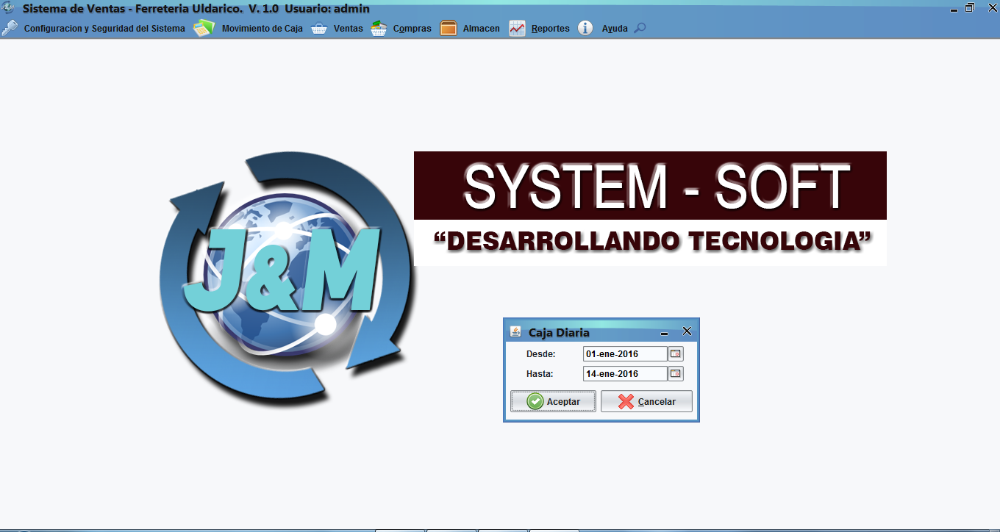 Sistema de Ventas - Ferreteria Uldarico. V. 1.0 Usuario: admin
Configuracion y Seguridad del Sistema Movimiento de Caja Ventas Compras Almacen Reportes Ayuda
SYSTEM - SOFT
“DESARROLLANDO TECNOLOGIA”
J&M
Caja Diaria
Desde: 01-ene-2016
Hasta: 14-ene-2016
Aceptar Cancelar